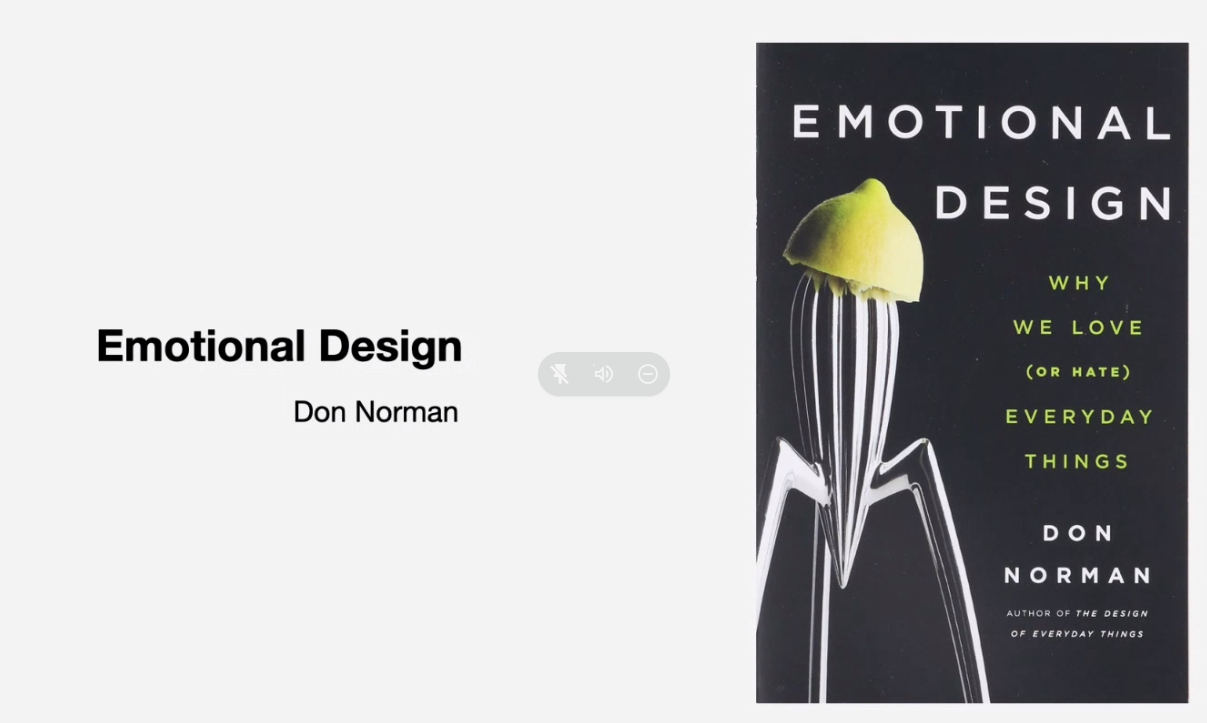 Emotional Design
Don Norman
EMOTIONAL
DESIGN
WHY
WE LOVE
(OR HATE)
EVERYDAY
THINGS
DON
NORMAN
AUTHOR OF THE DESIGN
OF EVERYDAY THINGS